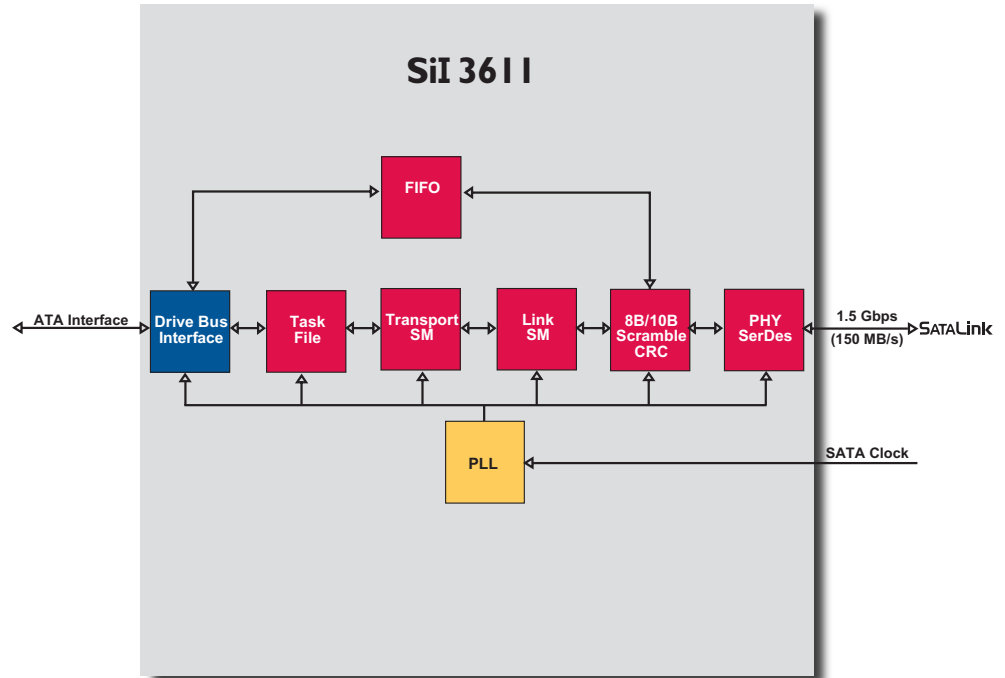 SiI 3611
FIFO
ATA Interface
Drive Bus
Interface
Task
File
Transport
SM
Link
SM
8B/10B
Scramble
CRC
PHY
SerDes
1.5 Gbps
(150 MB/s)
SATALink
PLL
SATA Clock